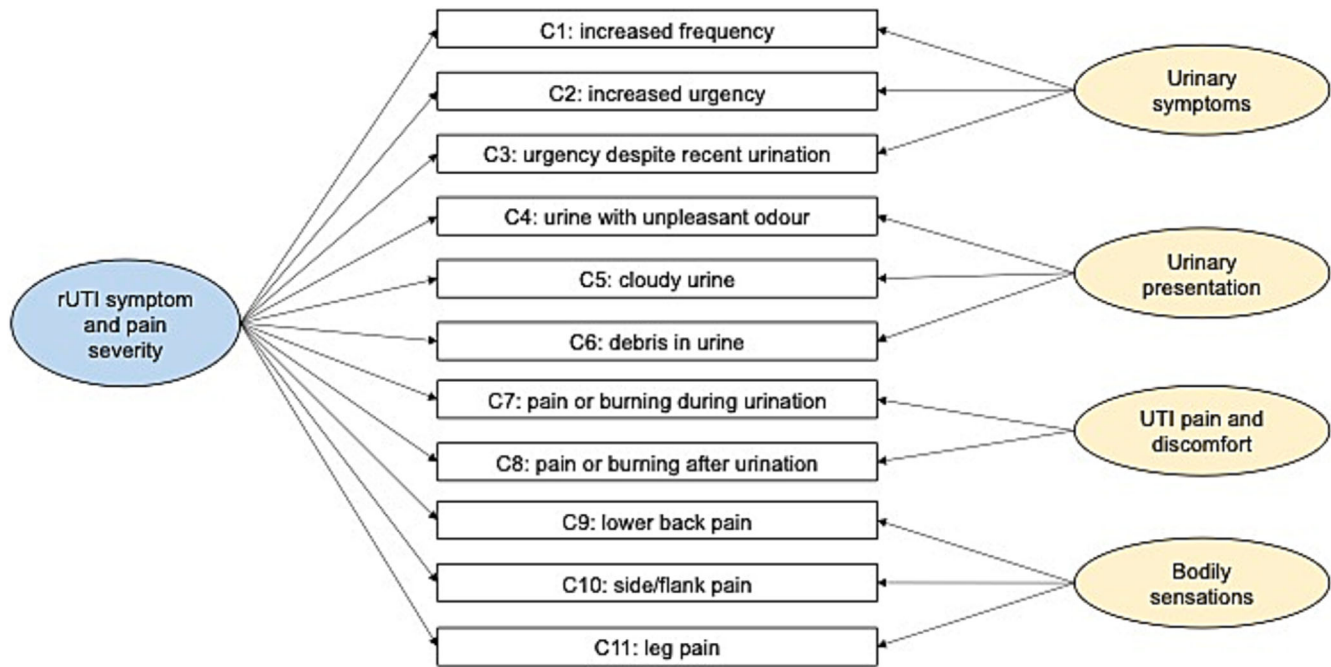 rUTI symptom
and pain
severity
C1: increased frequency
C2: increased urgency
C3: urgency despite recent urination
C4: urine with unpleasant odour
C5: cloudy urine
C6: debris in urine
C7: pain or burning during urination
C8: pain or burning after urination
C9: lower back pain
C10: side/flank pain
C11: leg pain
Urinary
symptoms
Urinary
presentation
UTI pain and
discomfort
Bodily
sensations